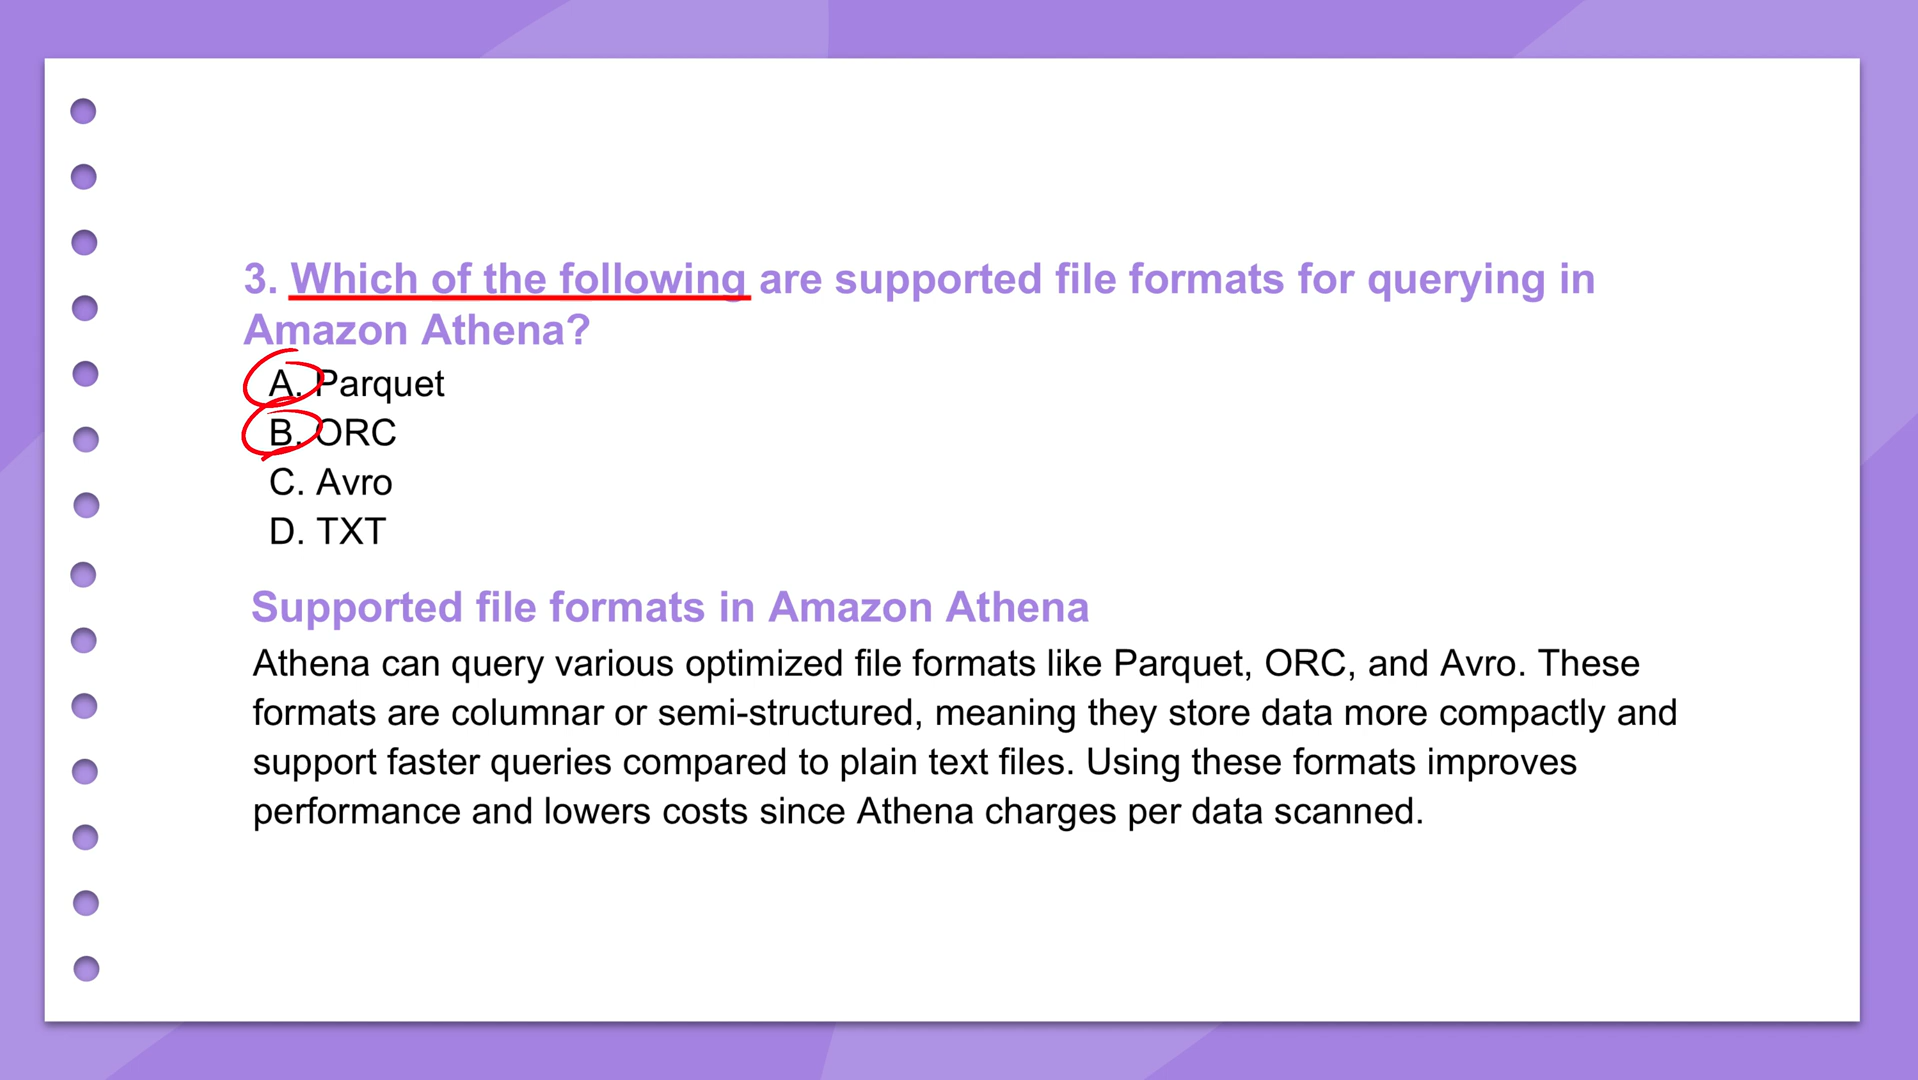 3. Which of the following are supported file formats for querying in
Amazon Athena?
A. Parquet
B. ORC
C. Avro
D. TXT
Supported file formats in Amazon Athena
Athena can query various optimized file formats like Parquet, ORC, and Avro. These
formats are columnar or semi-structured, meaning they store data more compactly and
support faster queries compared to plain text files. Using these formats improves
performance and lowers costs since Athena charges per data scanned.